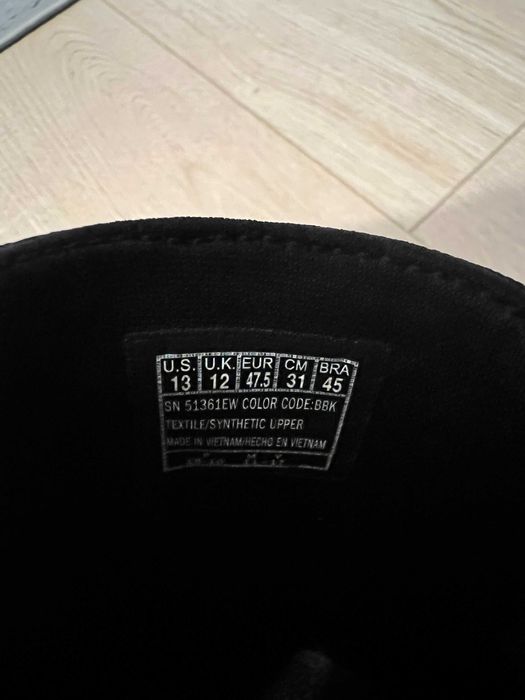 U.S. U.K. EUR CM BRA
13 12 47.5 31 45
SN 51361EW COLOR CODE:BBK
TEXTILE/SYNTHETIC UPPER
MADE IN VIETNAM/HECHO EN VIETNAM